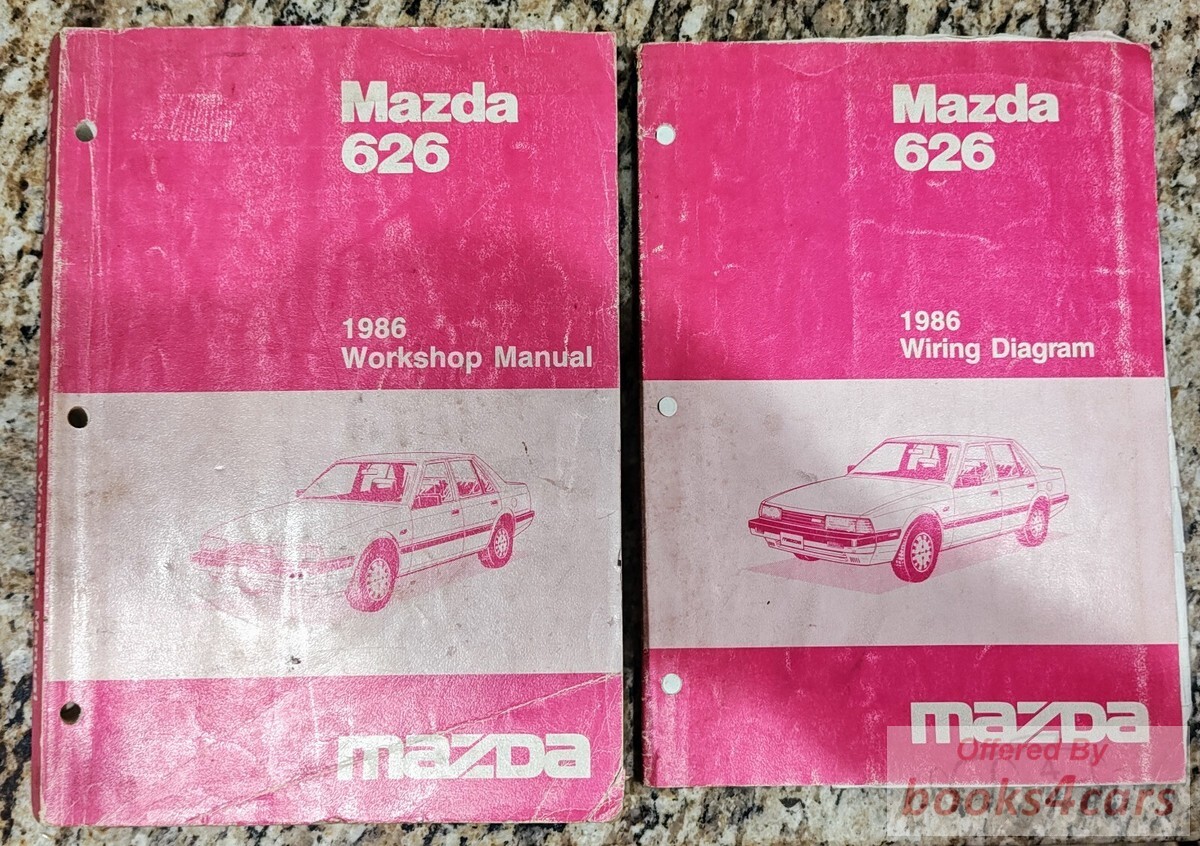 Mazda
626
1986
Workshop Manual
mazda
Mazda
626
1986
Wiring Diagram
mazda
Offered By
books4cars